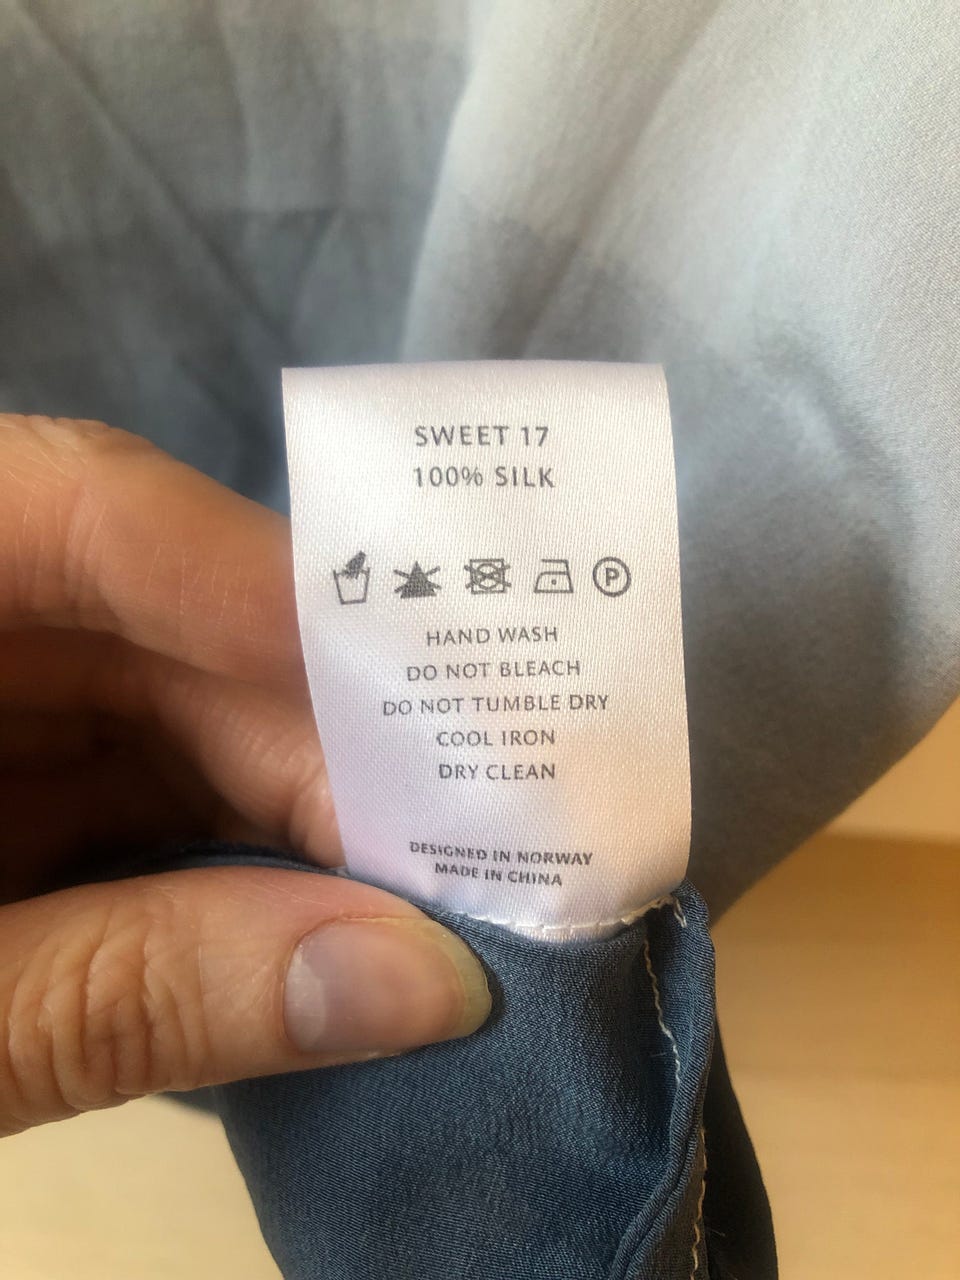 SWEET 17
100% SILK
P
HAND WASH
DO NOT BLEACH
DO NOT TUMBLE DRY
COOL IRON
DRY CLEAN
DESIGNED IN NORWAY
MADE IN CHINA